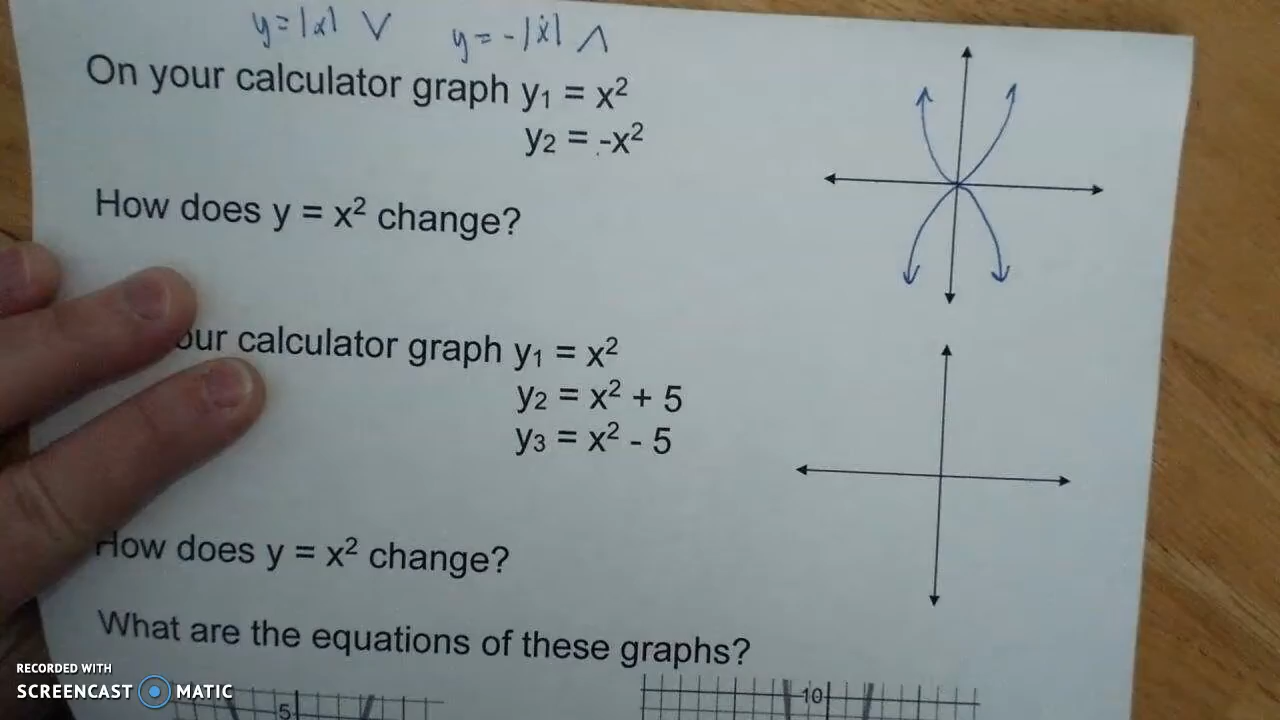 y = |x| V y = -|x| Λ
On your calculator graph y₁ = x²
y₂ = -x²
How does y = x² change?
our calculator graph y₁ = x²
y₂ = x² + 5
y₃ = x² - 5
How does y = x² change?
What are the equations of these graphs?
RECORDED WITH
SCREENCAST MATIC
5
10